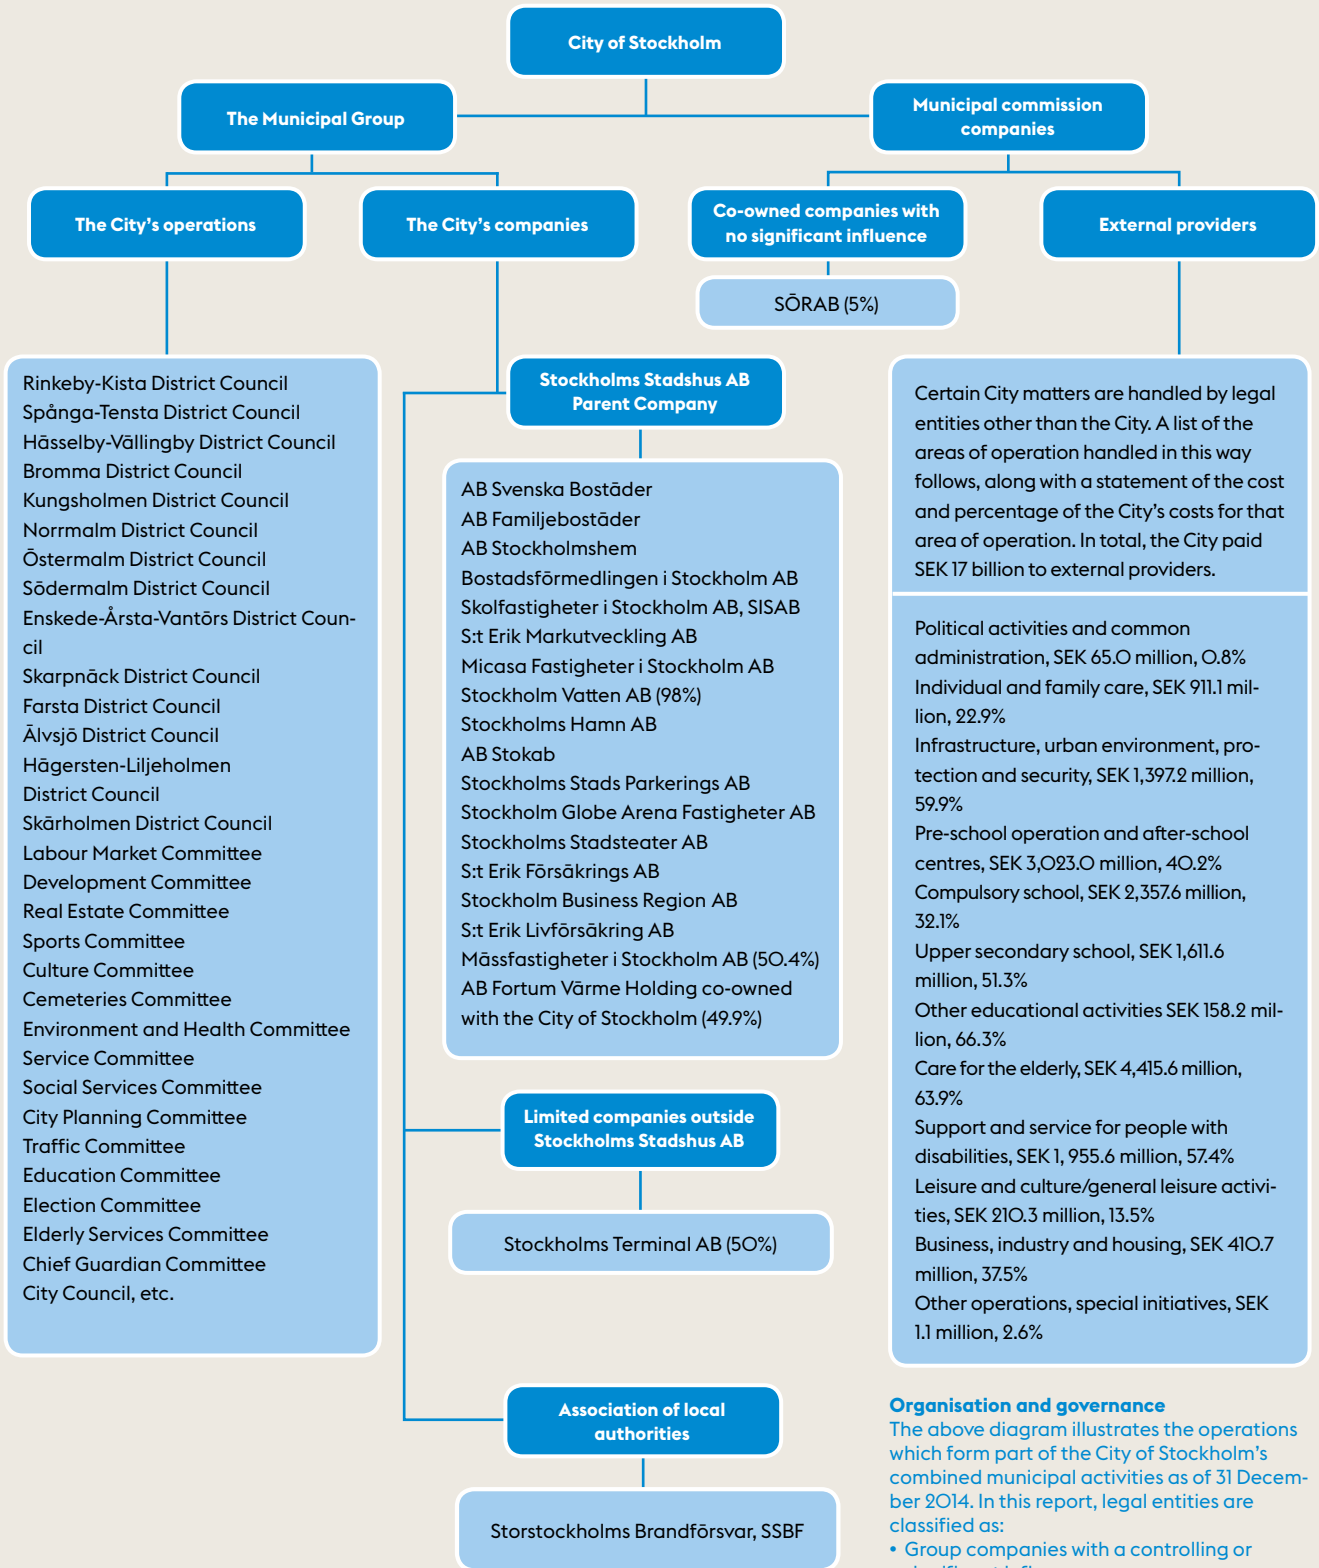 City of Stockholm
The Municipal Group
Municipal commission
companies
The City's operations
The City's companies
Co-owned companies with
no significant influence
External providers
SŌRAB (5%)
Rinkeby-Kista District Council
Spånga-Tensta District Council
Hāsselby-Vāllingby District Council
Bromma District Council
Kungsholmen District Council
Norrmalm District Council
Ōstermalm District Council
Sōdermalm District Council
Enskede-Årsta-Vantōrs District Coun-
cil
Skarpnāck District Council
Farsta District Council
Ālvsjō District Council
Hāgersten-Liljeholmen
District Council
Skārholmen District Council
Labour Market Committee
Development Committee
Real Estate Committee
Sports Committee
Culture Committee
Cemeteries Committee
Environment and Health Committee
Service Committee
Social Services Committee
City Planning Committee
Traffic Committee
Education Committee
Election Committee
Elderly Services Committee
Chief Guardian Committee
City Council, etc.
Stockholms Stadshus AB
Parent Company
AB Svenska Bostāder
AB Familjebostāder
AB Stockholmshem
Bostadsfōrmedlingen i Stockholm AB
Skolfastigheter i Stockholm AB, SISAB
S:t Erik Markutveckling AB
Micasa Fastigheter i Stockholm AB
Stockholm Vatten AB (98%)
Stockholms Hamn AB
AB Stokab
Stockholms Stads Parkerings AB
Stockholm Globe Arena Fastigheter AB
Stockholms Stadsteater AB
S:t Erik Fōrsākrings AB
Stockholm Business Region AB
S:t Erik Livfōrsākring AB
Māssfastigheter i Stockholm AB (50.4%)
AB Fortum Vārme Holding co-owned
with the City of Stockholm (49.9%)
Limited companies outside
Stockholms Stadshus AB
Stockholms Terminal AB (50%)
Association of local
authorities
Storstockholms Brandfōrsvar, SSBF
Certain City matters are handled by legal
entities other than the City. A list of the
areas of operation handled in this way
follows, along with a statement of the cost
and percentage of the City's costs for that
area of operation. In total, the City paid
SEK 17 billion to external providers.
Political activities and common
administration, SEK 65.0 million, 0.8%
Individual and family care, SEK 911.1 mil-
lion, 22.9%
Infrastructure, urban environment, pro-
tection and security, SEK 1,397.2 million,
59.9%
Pre-school operation and after-school
centres, SEK 3,023.0 million, 40.2%
Compulsory school, SEK 2,357.6 million,
32.1%
Upper secondary school, SEK 1,611.6
million, 51.3%
Other educational activities SEK 158.2 mil-
lion, 66.3%
Care for the elderly, SEK 4,415.6 million,
63.9%
Support and service for people with
disabilities, SEK 1, 955.6 million, 57.4%
Leisure and culture/general leisure activi-
ties, SEK 210.3 million, 13.5%
Business, industry and housing, SEK 410.7
million, 37.5%
Other operations, special initiatives, SEK
1.1 million, 2.6%
Organisation and governance
The above diagram illustrates the operations
which form part of the City of Stockholm's
combined municipal activities as of 31 Decem-
ber 2014. In this report, legal entities are
classified as:
• Group companies with a controlling or